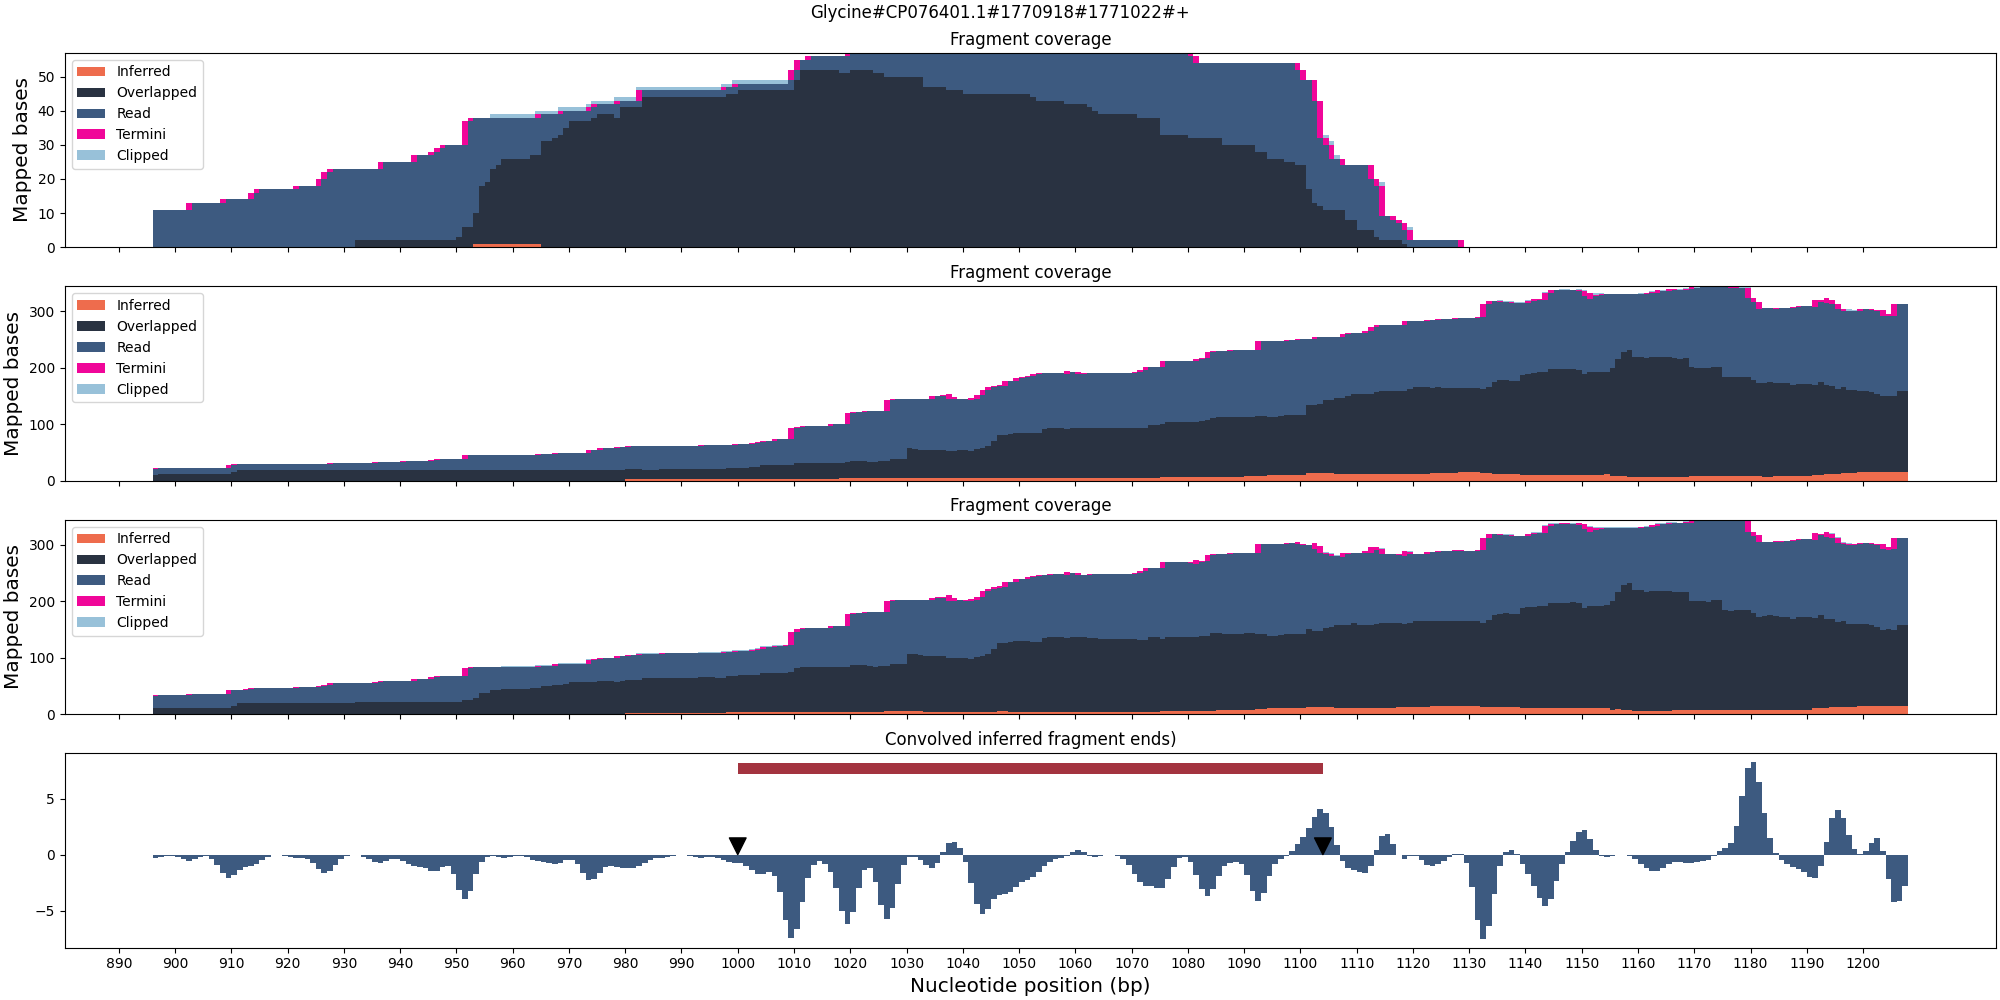 Glycine#CP076401.1#1770918#1771022#+
Fragment coverage
Mapped bases
50
40
30
20
10
0
Inferred
Overlapped
Read
Termini
Clipped
Fragment coverage
Mapped bases
300
200
100
0
Inferred
Overlapped
Read
Termini
Clipped
Fragment coverage
Mapped bases
300
200
100
0
Inferred
Overlapped
Read
Termini
Clipped
Convolved inferred fragment ends)
5
0
−5
890 900 910 920 930 940 950 960 970 980 990 1000 1010 1020 1030 1040 1050 1060 1070 1080 1090 1100 1110 1120 1130 1140 1150 1160 1170 1180 1190 1200
Nucleotide position (bp)